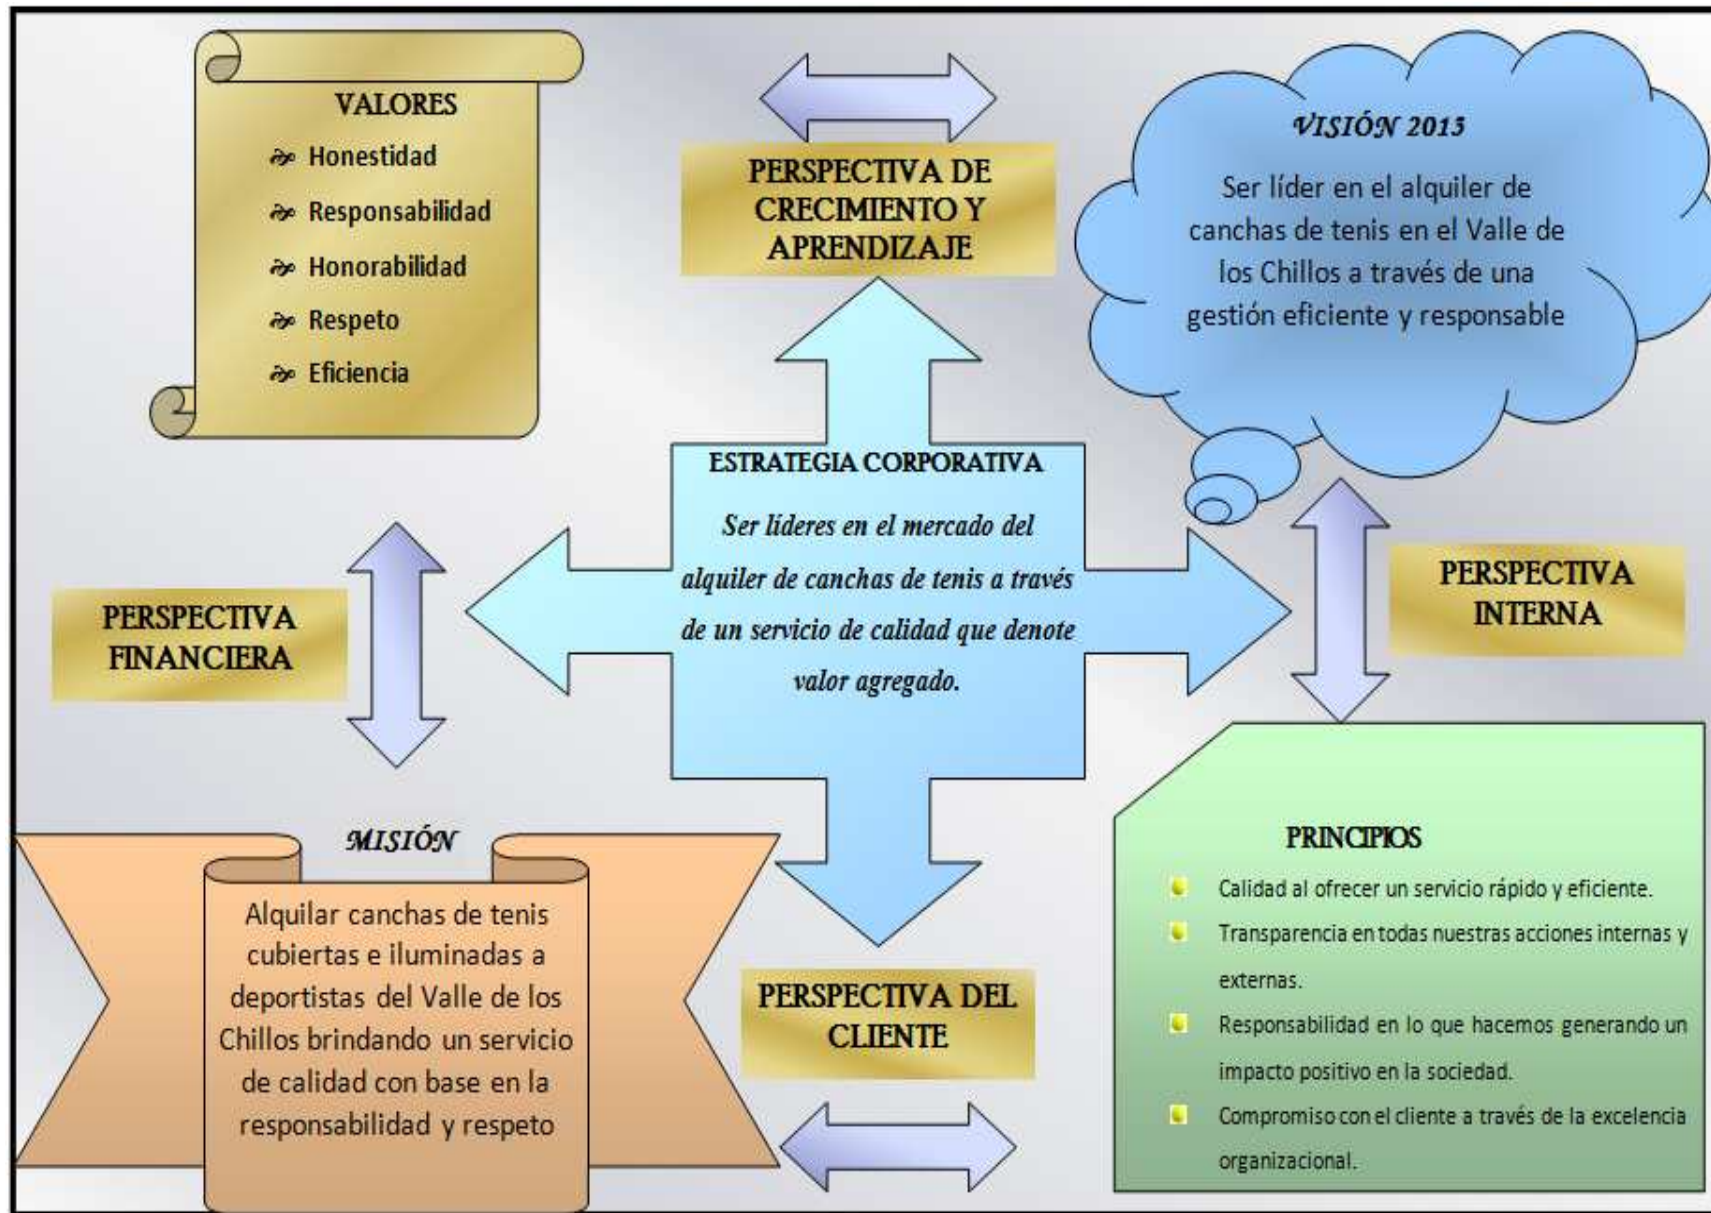 VALORES
Honestidad
Responsabilidad
Honorabilidad
Respeto
Eficiencia
PERSPECTIVA DE
CRECIMIENTO Y
APRENDIZAJE
VISIÓN 2013
Ser líder en el alquiler de
canchas de tenis en el Valle de
los Chillos a través de una
gestión eficiente y responsable
ESTRATEGIA CORPORATIVA
Ser líderes en el mercado del
alquiler de canchas de tenis a través
de un servicio de calidad que denote
valor agregado.
PERSPECTIVA
FINANCIERA
PERSPECTIVA
INTERNA
MISIÓN
Alquilar canchas de tenis
cubiertas e iluminadas a
deportistas del Valle de los
Chillos brindando un servicio
de calidad con base en la
responsabilidad y respeto
PERSPECTIVA DEL
CLIENTE
PRINCIPIOS
Calidad al ofrecer un servicio rápido y eficiente.
Transparencia en todas nuestras acciones internas y
externas.
Responsabilidad en lo que hacemos generando un
impacto positivo en la sociedad.
Compromiso con el cliente a través de la excelencia
organizacional.